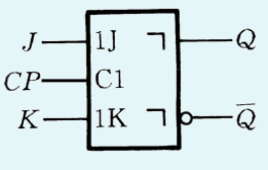 J 1J ┐ Q
CP C1
K 1K ┐ Q̅